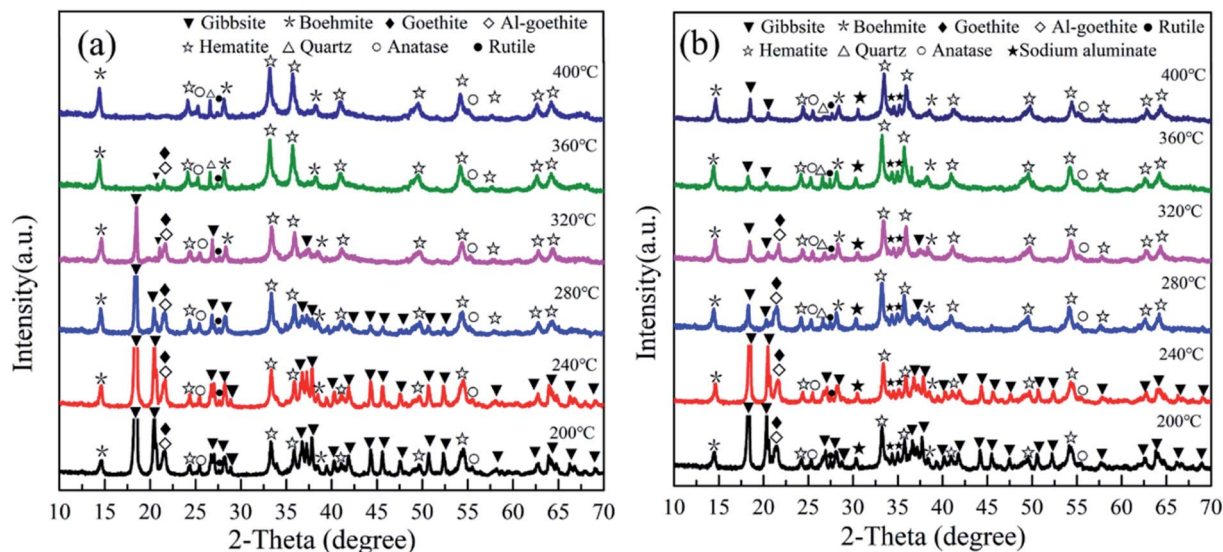 (a)
Gibbsite Boehmite Goethite Al-goethite
Hematite Quartz Anatase Rutile
400℃
360℃
320℃
280℃
240℃
200℃
Intensity(a.u.)
10 15 20 25 30 35 40 45 50 55 60 65 70
2-Theta (degree)
(b)
Gibbsite Boehmite Goethite Al-goethite Rutile
Hematite Quartz Anatase Sodium aluminate
400℃
360℃
320℃
280℃
240℃
200℃
Intensity(a.u.)
10 15 20 25 30 35 40 45 50 55 60 65 70
2-Theta (degree)